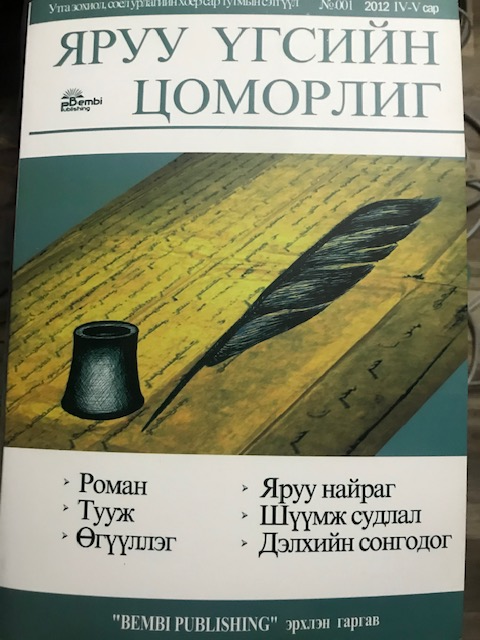 Утга зохиол, соёл урлагийн хоёр сар тутмын сэтгүүл №001 2012 IV-V сар
ЯРУУ ҮГСИЙН
ЦОМОРЛИГ
Bembi
Publishing
➢ Роман
➢ Тууж
➢ Өгүүллэг
➢ Яруу найраг
➢ Шүүмж судлал
➢ Дэлхийн сонгодог
"BEMBI PUBLISHING" эрхлэн гаргав